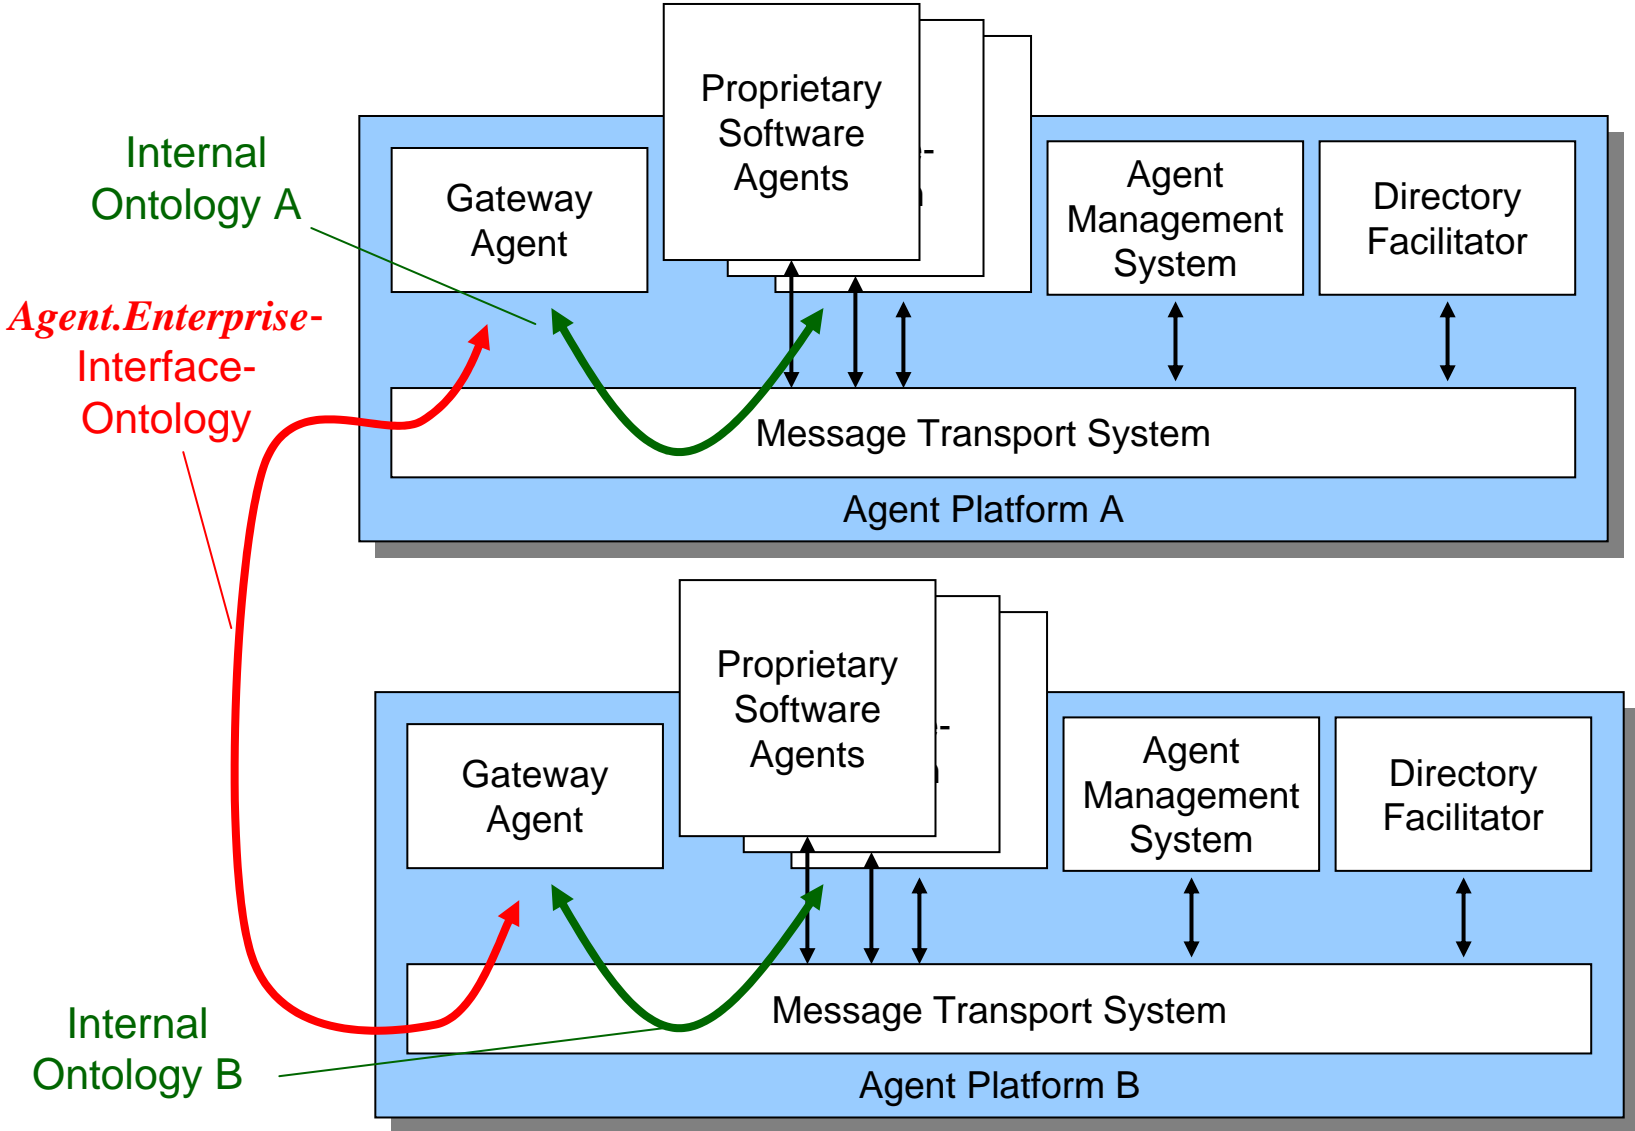 Proprietary
Software
Agents
e-
n
Internal
Ontology A
Gateway
Agent
Agent
Management
System
Directory
Facilitator
Agent.Enterprise-
Interface-
Ontology
Message Transport System
Agent Platform A
Proprietary
Software
Agents
e-
Gateway
Agent
Agent
Management
System
Directory
Facilitator
Message Transport System
Internal
Ontology B
Agent Platform B